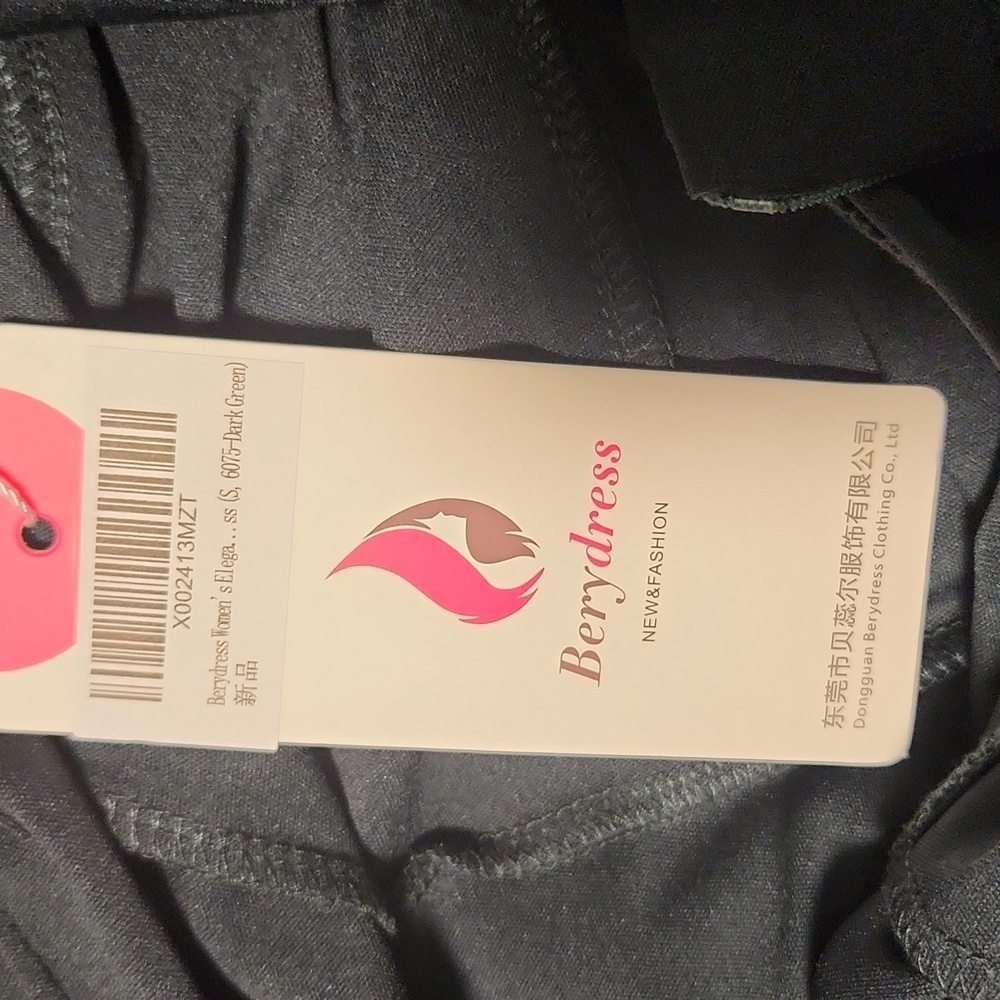 X002413MZT
Berydress Women's Elega... ss (S, 6075-Dark Green)
新品
Berydress
NEW&FASHION
东莞市贝蕊尔服饰有限公司
Dongguan Berydress Clothing Co., Ltd